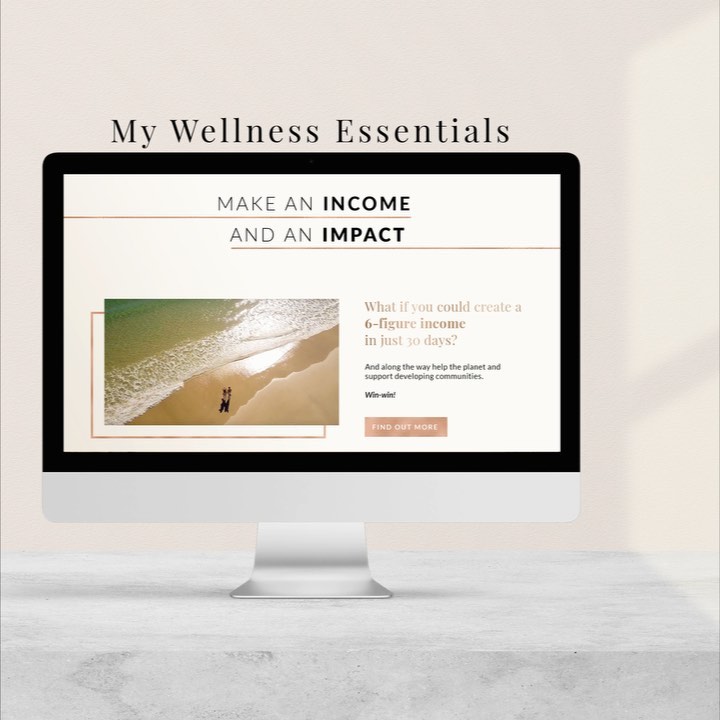 My Wellness Essentials
MAKE AN INCOME
AND AN IMPACT
What if you could create a
6-figure income
in just 30 days?
And along the way help the planet and
support developing communities.
Win-win!
FIND OUT MORE